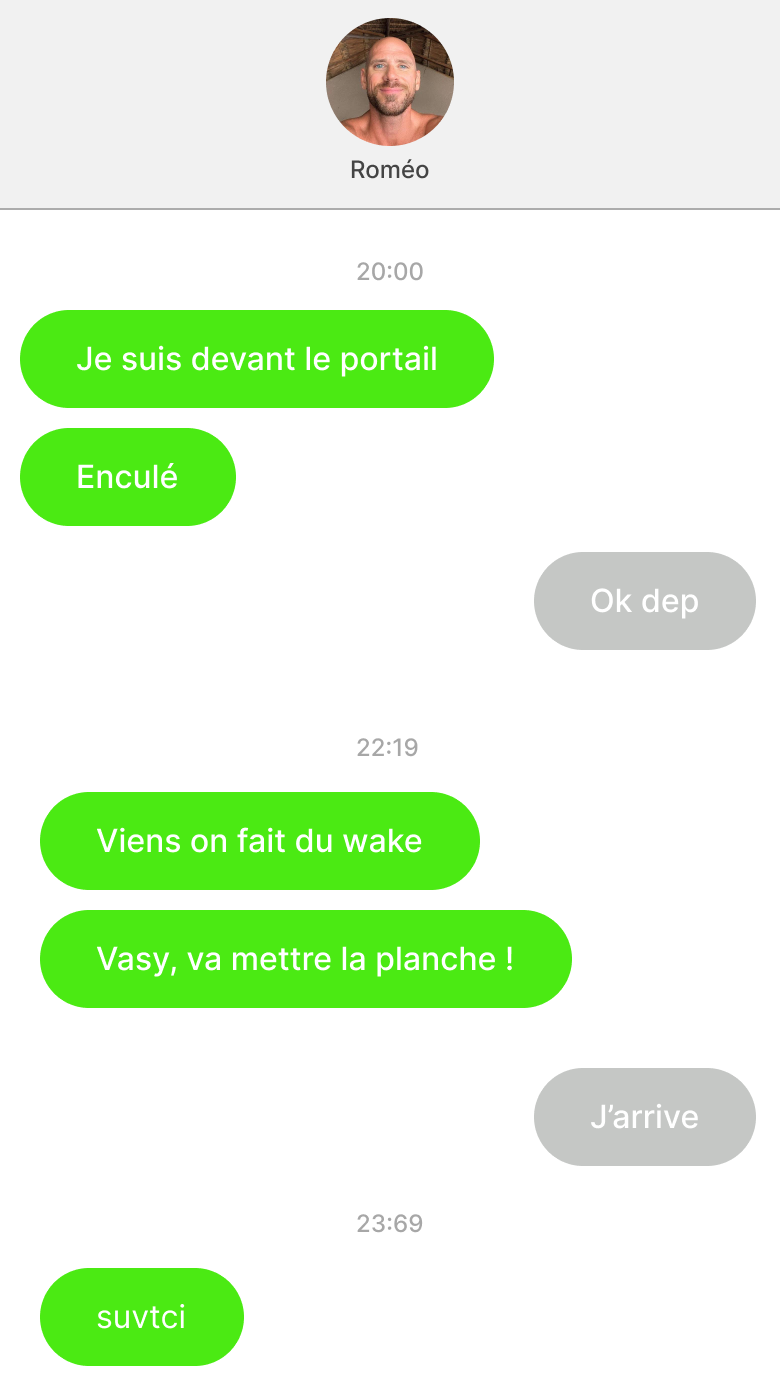 Roméo
20:00
Je suis devant le portail
Enculé
Ok dep
22:19
Viens on fait du wake
Vasy, va mettre la planche !
J’arrive
23:69
suvtci